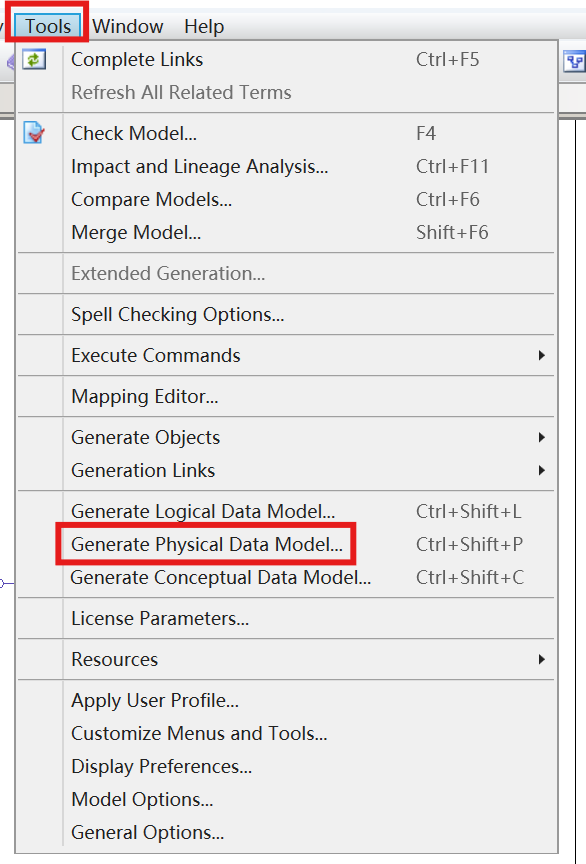 Tools Window Help
Complete Links Ctrl+F5
Refresh All Related Terms
Check Model... F4
Impact and Lineage Analysis... Ctrl+F11
Compare Models... Ctrl+F6
Merge Model... Shift+F6
Extended Generation...
Spell Checking Options...
Execute Commands
Mapping Editor...
Generate Objects
Generation Links
Generate Logical Data Model... Ctrl+Shift+L
Generate Physical Data Model... Ctrl+Shift+P
Generate Conceptual Data Model... Ctrl+Shift+C
License Parameters...
Resources
Apply User Profile...
Customize Menus and Tools...
Display Preferences...
Model Options...
General Options...